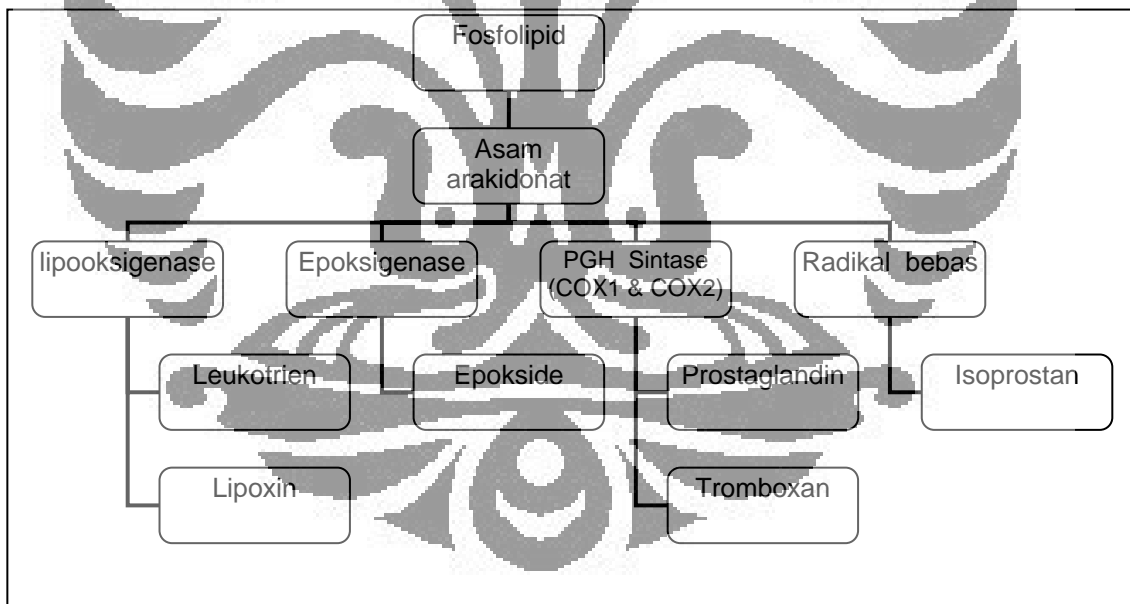 Fosfolipid
Asam
arakidonat
lipooksigenase
Epoksigenase
PGH Sintase
(COX1 & COX2)
Radikal bebas
Leukotrien
Epokside
Prostaglandin
Isoprostan
Lipoxin
Tromboxan